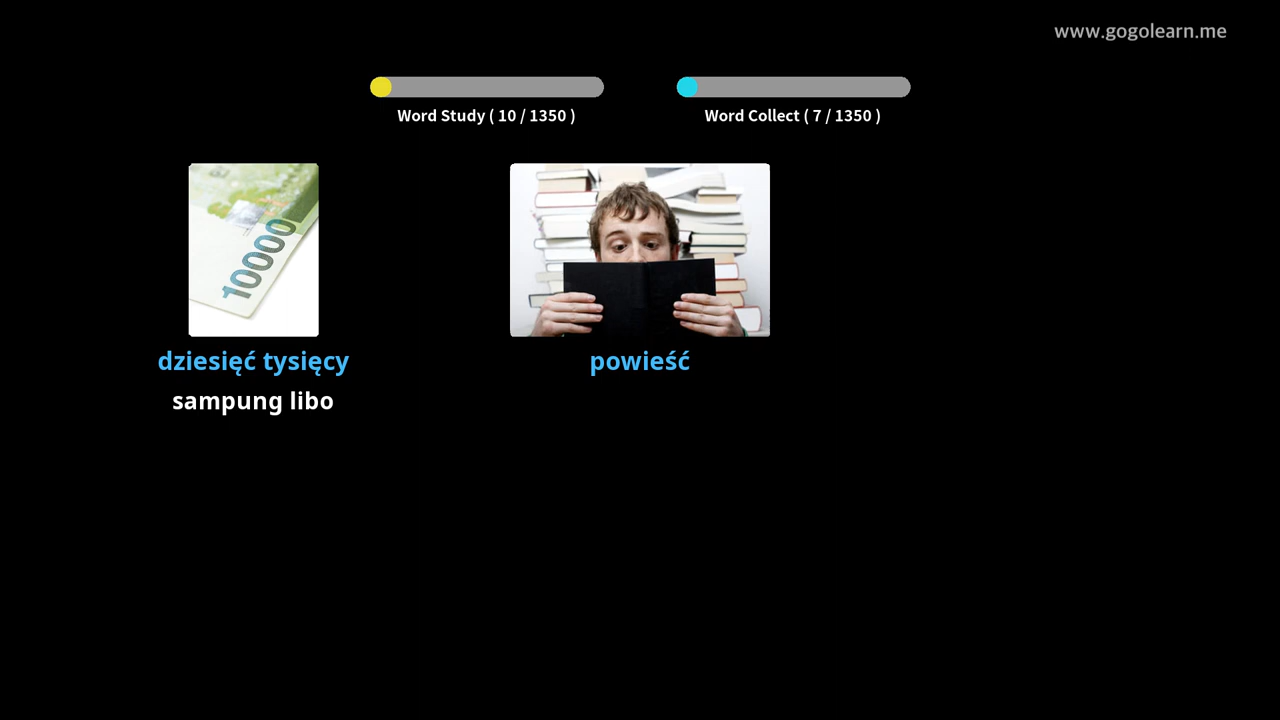 www.gogolearn.me
Word Study ( 10 / 1350 )
Word Collect ( 7 / 1350 )
10000
dziesięć tysięcy
powieść
sampung libo